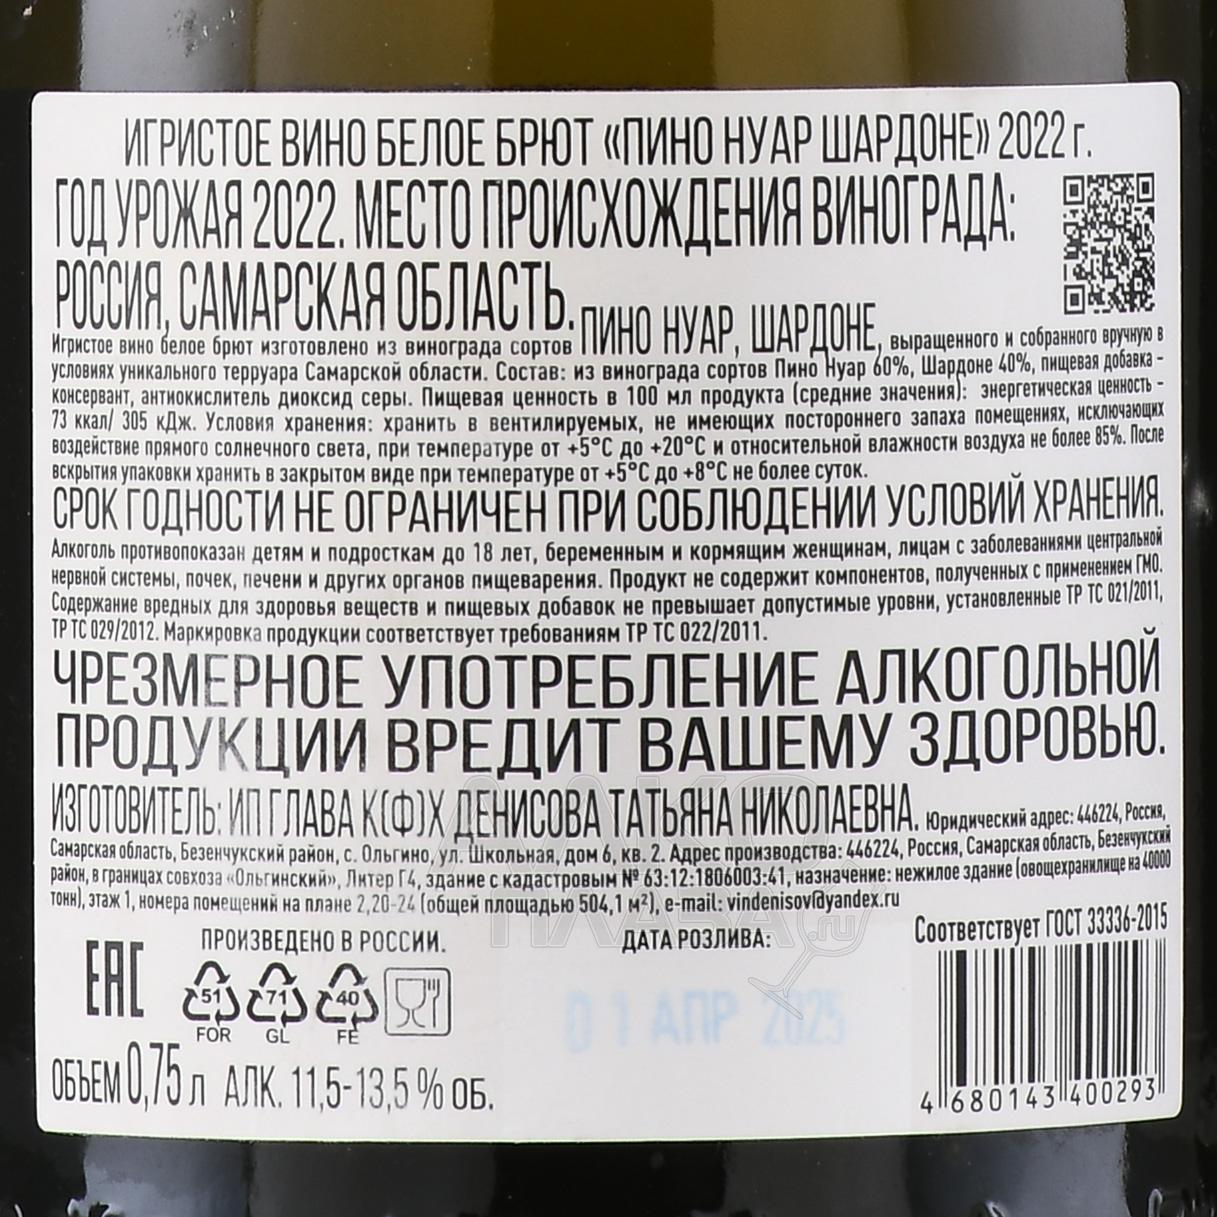 ИГРИСТОЕ ВИНО БЕЛОЕ БРЮТ «ПИНО НУАР ШАРДОНЕ» 2022 г.
ГОД УРОЖАЯ 2022. МЕСТО ПРОИСХОЖДЕНИЯ ВИНОГРАДА:
РОССИЯ, САМАРСКАЯ ОБЛАСТЬ.
Игристое вино белое брют изготовлено из винограда сортов ПИНО НУАР, ШАРДОНЕ, выращенного и собранного вручную в
условиях уникального терруара Самарской области. Состав: из винограда сортов Пино Нуар 60%, Шардоне 40%, пищевая добавка -
консервант, антиокислитель диоксид серы. Пищевая ценность в 100 мл продукта (средние значения): энергетическая ценность -
73 ккал/ 305 кДж. Условия хранения: хранить в вентилируемых, не имеющих постороннего запаха помещениях, исключающих
воздействие прямого солнечного света, при температуре от +5°С до +20°С и относительной влажности воздуха не более 85%. После
вскрытия упаковки хранить в закрытом виде при температуре от +5°С до +8°С не более суток.
СРОК ГОДНОСТИ НЕ ОГРАНИЧЕН ПРИ СОБЛЮДЕНИИ УСЛОВИЙ ХРАНЕНИЯ.
Алкоголь противопоказан детям и подросткам до 18 лет, беременным и кормящим женщинам, лицам с заболеваниями центральной
нервной системы, почек, печени и других органов пищеварения. Продукт не содержит компонентов, полученных с применением ГМО.
Содержание вредных для здоровья веществ и пищевых добавок не превышает допустимые уровни, установленные ТР ТС 021/2011,
ТР ТС 029/2012. Маркировка продукции соответствует требованиям ТР ТС 022/2011.
ЧРЕЗМЕРНОЕ УПОТРЕБЛЕНИЕ АЛКОГОЛЬНОЙ
ПРОДУКЦИИ ВРЕДИТ ВАШЕМУ ЗДОРОВЬЮ.
ИЗГОТОВИТЕЛЬ: ИП ГЛАВА К(Ф)Х ДЕНИСОВА ТАТЬЯНА НИКОЛАЕВНА. Юридический адрес: 446224, Россия,
Самарская область, Безенчукский район, с. Ольгино, ул. Школьная, дом 6, кв. 2. Адрес производства: 446224, Россия, Самарская область, Безенчукский
район, в границах совхоза «Ольгинский», Литер Г4, здание с кадастровым № 63:12:1806003:41, назначение: нежилое здание (овощехранилище на 40000
тонн), этаж 1, номера помещений на плане 2,20-24 (общей площадью 504,1 м²), e-mail: vindenisov@yandex.ru
ПРОИЗВЕДЕНО В РОССИИ.
ДАТА РОЗЛИВА:
Соответствует ГОСТ 33336-2015
EAC
51 71 40
FOR GL FE
01 АПР 2025
ОБЪЕМ 0,75 л АЛК. 11,5-13,5 % ОБ.
4 680143 400293
АЛКО
ПЛАЗА.ru